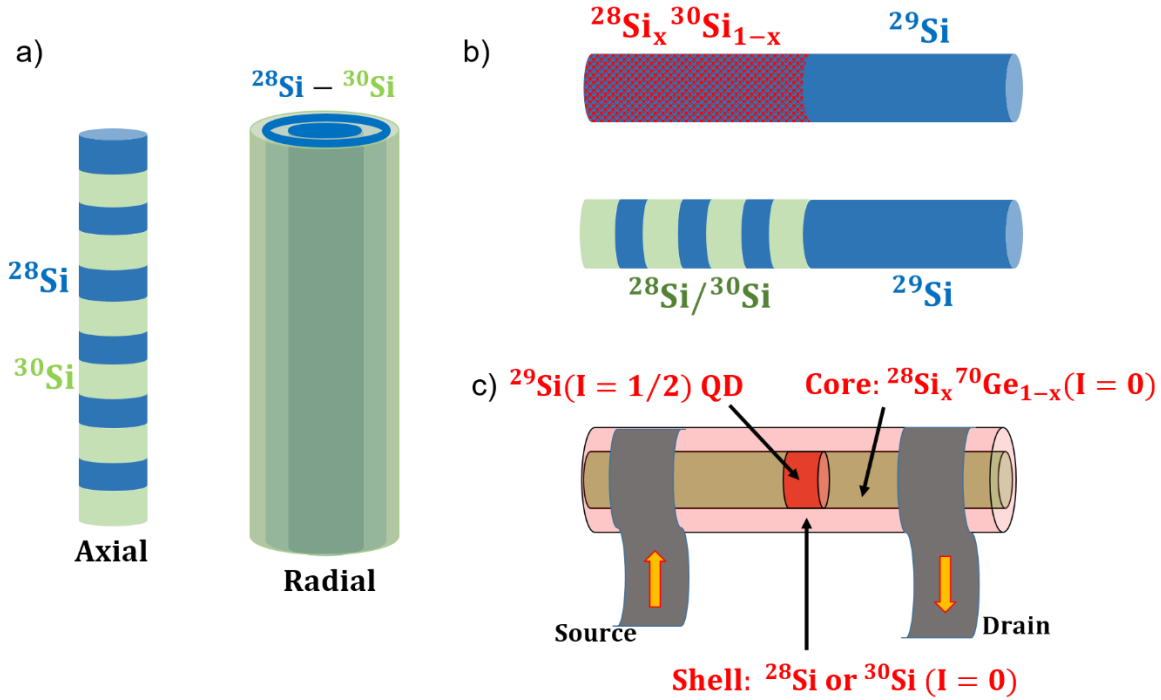 a)
²⁸Si – ³⁰Si
²⁸Si
³⁰Si
Axial
Radial
b)
²⁸Siₓ³⁰Si₁₋ₓ
²⁹Si
²⁸Si/³⁰Si
²⁹Si
c)
²⁹Si(I = 1/2) QD
Core: ²⁸Siₓ⁷⁰Ge₁₋ₓ(I = 0)
Source
Drain
Shell: ²⁸Si or ³⁰Si (I = 0)